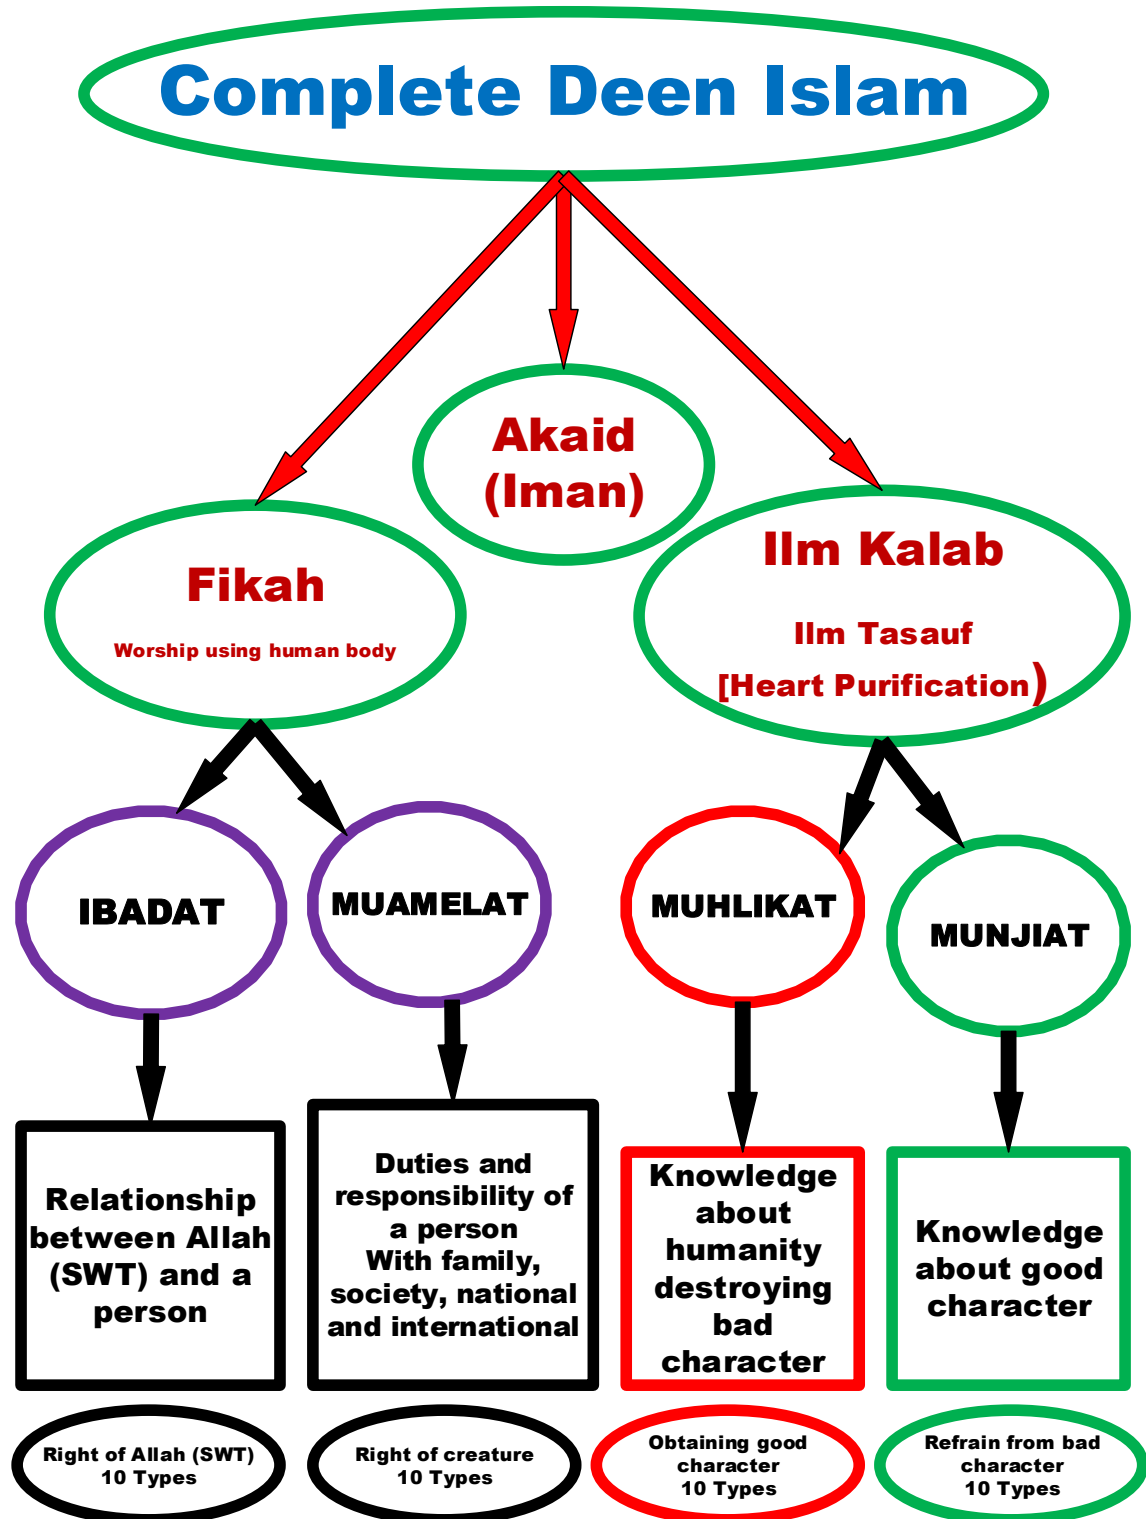 Complete Deen Islam
Akaid
(Iman)
Fikah
Worship using human body
Ilm Kalab
Ilm Tasauf
[Heart Purification)
IBADAT
MUAMELAT
MUHLIKAT
MUNJIAT
Relationship
between Allah
(SWT) and a
person
Duties and
responsibility of
a person
With family,
society, national
and international
Knowledge
about
humanity
destroying
bad
character
Knowledge
about good
character
Right of Allah (SWT)
10 Types
Right of creature
10 Types
Obtaining good
character
10 Types
Refrain from bad
character
10 Types